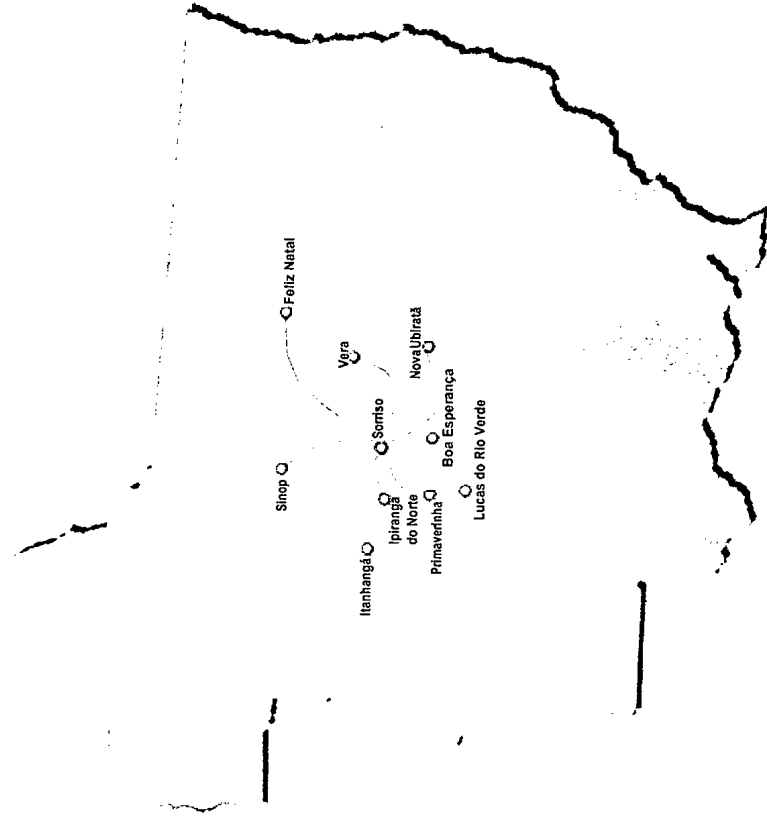 Feliz Natal
Vera
Nova Ubiratã
Sorriso
Boa Esperança
Sinop
Lucas do Rio Verde
Ipiranga
do Norte
Primaverinha
Itanhangá